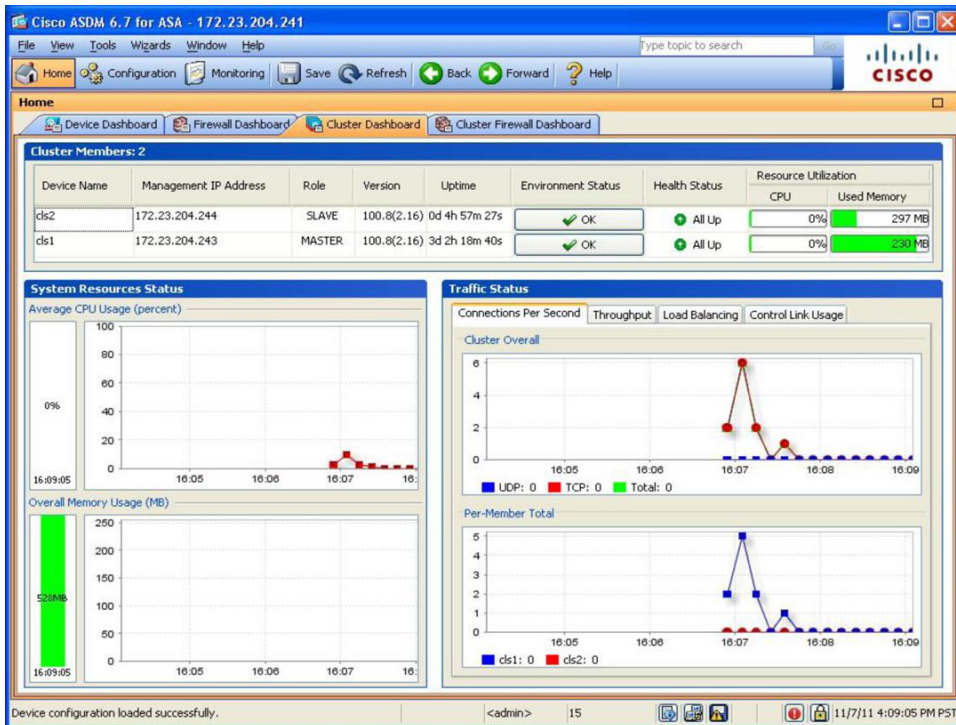 Cisco ASDM 6.7 for ASA - 172.23.204.241
File View Tools Wizards Window Help
Type topic to search
Go
Home Configuration Monitoring Save Refresh Back Forward Help
CISCO
Home
Device Dashboard Firewall Dashboard Cluster Dashboard Cluster Firewall Dashboard
Cluster Members: 2
Device Name Management IP Address Role Version Uptime Environment Status Health Status Resource Utilization
CPU Used Memory
cls2 172.23.204.244 SLAVE 100.8(2.16) 0d 4h 57m 27s OK All Up 0% 297 MB
cls1 172.23.204.243 MASTER 100.8(2.16) 3d 2h 18m 40s OK All Up 0% 230 MB
System Resources Status
Average CPU Usage (percent)
100
80
60
40
20
0
0%
16:09:05
16:05 16:06 16:07 16:
Overall Memory Usage (MB)
250
200
150
100
50
0
528MB
16:09:05
16:05 16:06 16:07 16:
Traffic Status
Connections Per Second Throughput Load Balancing Control Link Usage
Cluster Overall
6
4
2
0
16:05 16:06 16:07 16:08 16:09
UDP: 0 TCP: 0 Total: 0
Per-Member Total
5
4
3
2
1
0
16:05 16:06 16:07 16:08 16:09
cls1: 0 cls2: 0
Device configuration loaded successfully.
<admin> 15
11/7/11 4:09:05 PM PST